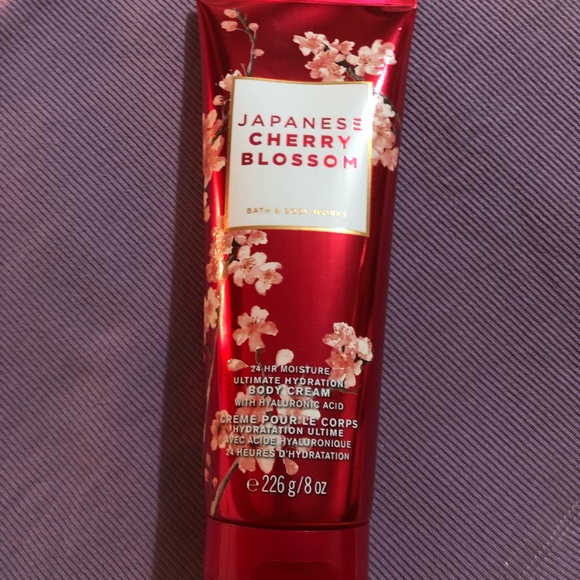 JAPANESE
CHERRY
BLOSSOM
BATH & BODY WORKS
24 HR MOISTURE
ULTIMATE HYDRATION
BODY CREAM
WITH HYALURONIC ACID
CRÈME POUR LE CORPS
HYDRATATION ULTIME
AVEC ACIDE HYALURONIQUE
24 HEURES D'HYDRATATION
℮ 226 g/8 oz